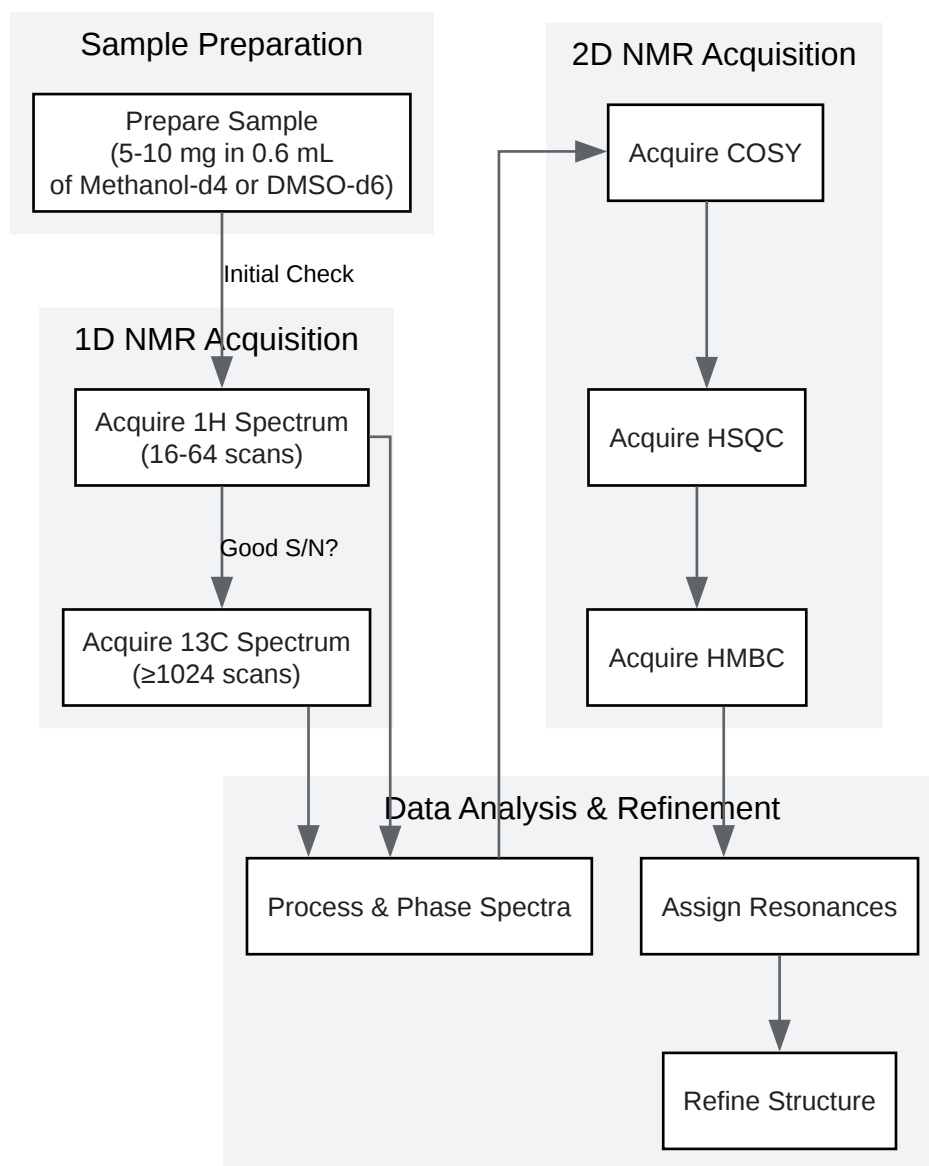 Sample Preparation
Prepare Sample
(5-10 mg in 0.6 mL
of Methanol-d4 or DMSO-d6)
Initial Check
1D NMR Acquisition
Acquire 1H Spectrum
(16-64 scans)
Good S/N?
Acquire 13C Spectrum
(≥1024 scans)
2D NMR Acquisition
Acquire COSY
Acquire HSQC
Acquire HMBC
Data Analysis & Refinement
Process & Phase Spectra
Assign Resonances
Refine Structure